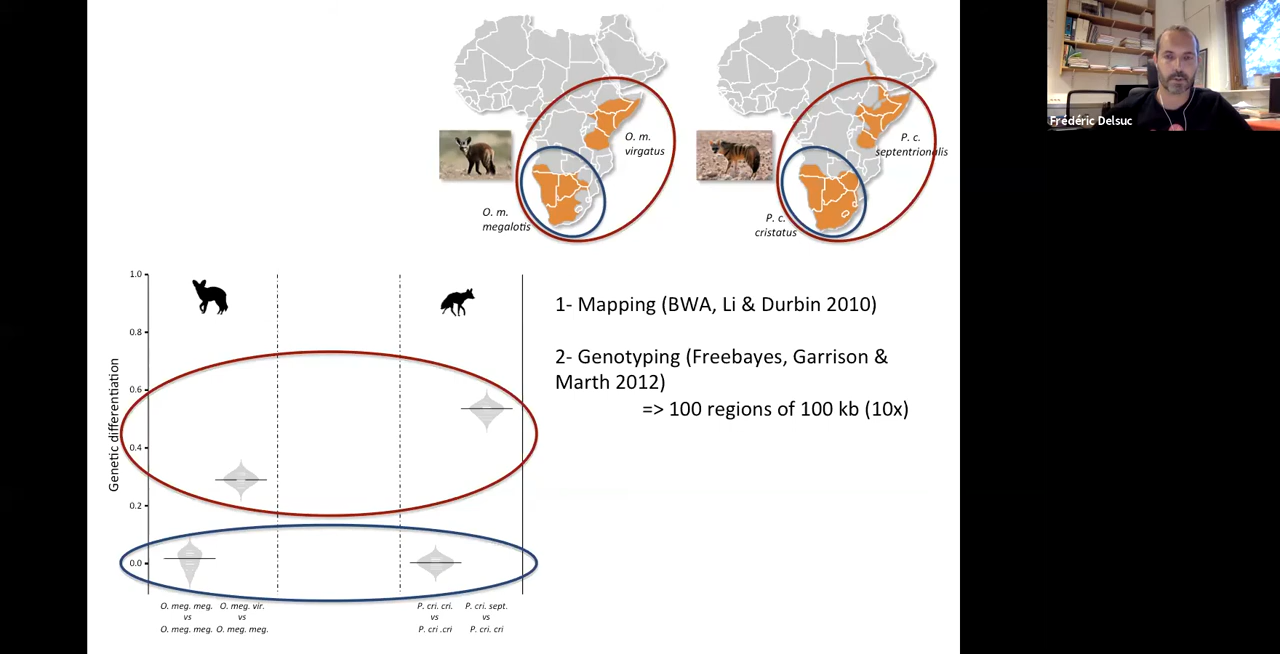 Frédéric Delsuc
O. m.
virgatus
O. m.
megalotis
P. c.
septentrionalis
P. c.
cristatus
1- Mapping (BWA, Li & Durbin 2010)
2- Genotyping (Freebayes, Garrison &
Marth 2012)
=> 100 regions of 100 kb (10x)
Genetic differentiation
1.0
0.8
0.6
0.4
0.2
0.0
O. meg. meg.
vs
O. meg. meg.
O. meg. vir.
vs
O. meg. meg.
P. cri. cri.
vs
P. cri .cri
P. cri. sept.
vs
P. cri. cri